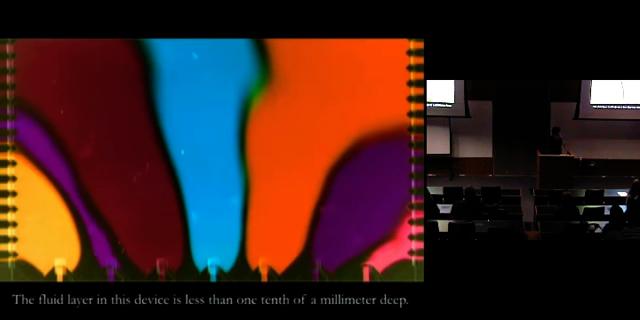 The fluid layer in this device is less than one tenth of a millimeter deep.